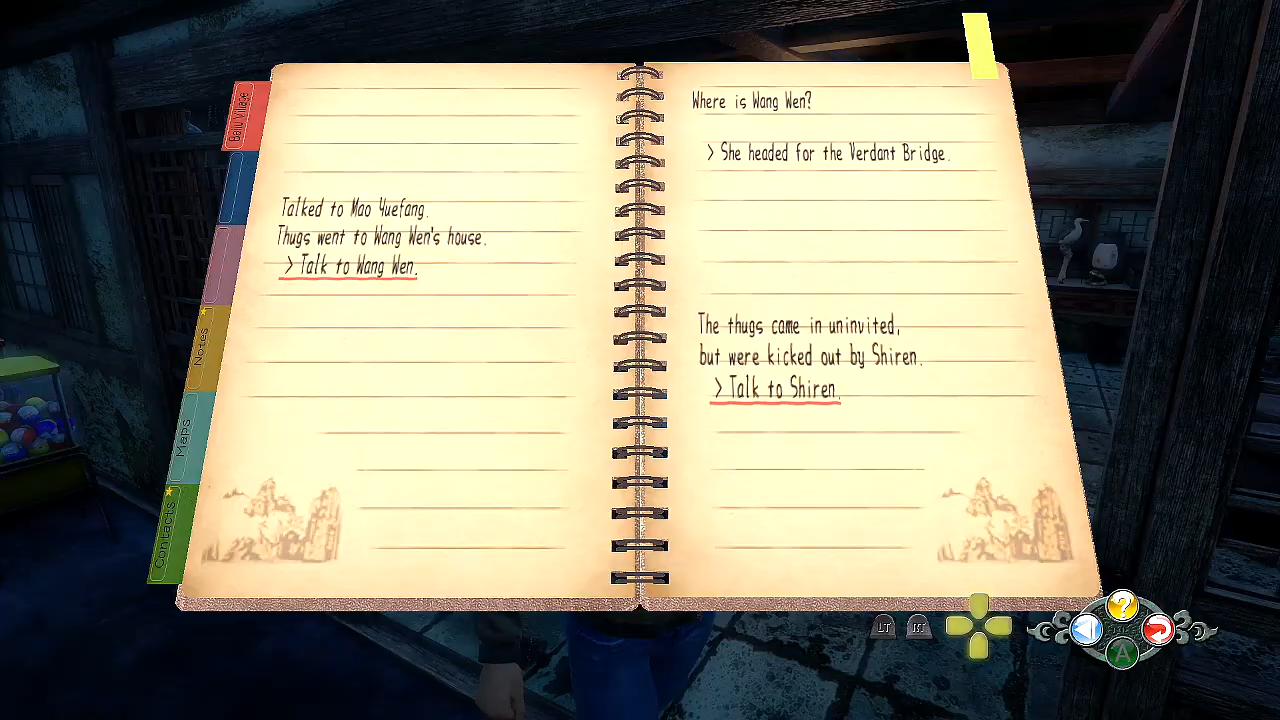 Talked to Mao Yuefang.
Thugs went to Wang Wen's house.
> Talk to Wang Wen.
Where is Wang Wen?
> She headed for the Verdant Bridge.
The thugs came in uninvited,
but were kicked out by Shiren.
> Talk to Shiren.
Bailu Village
Notes
Maps
Contacts
LT
RT
?
A